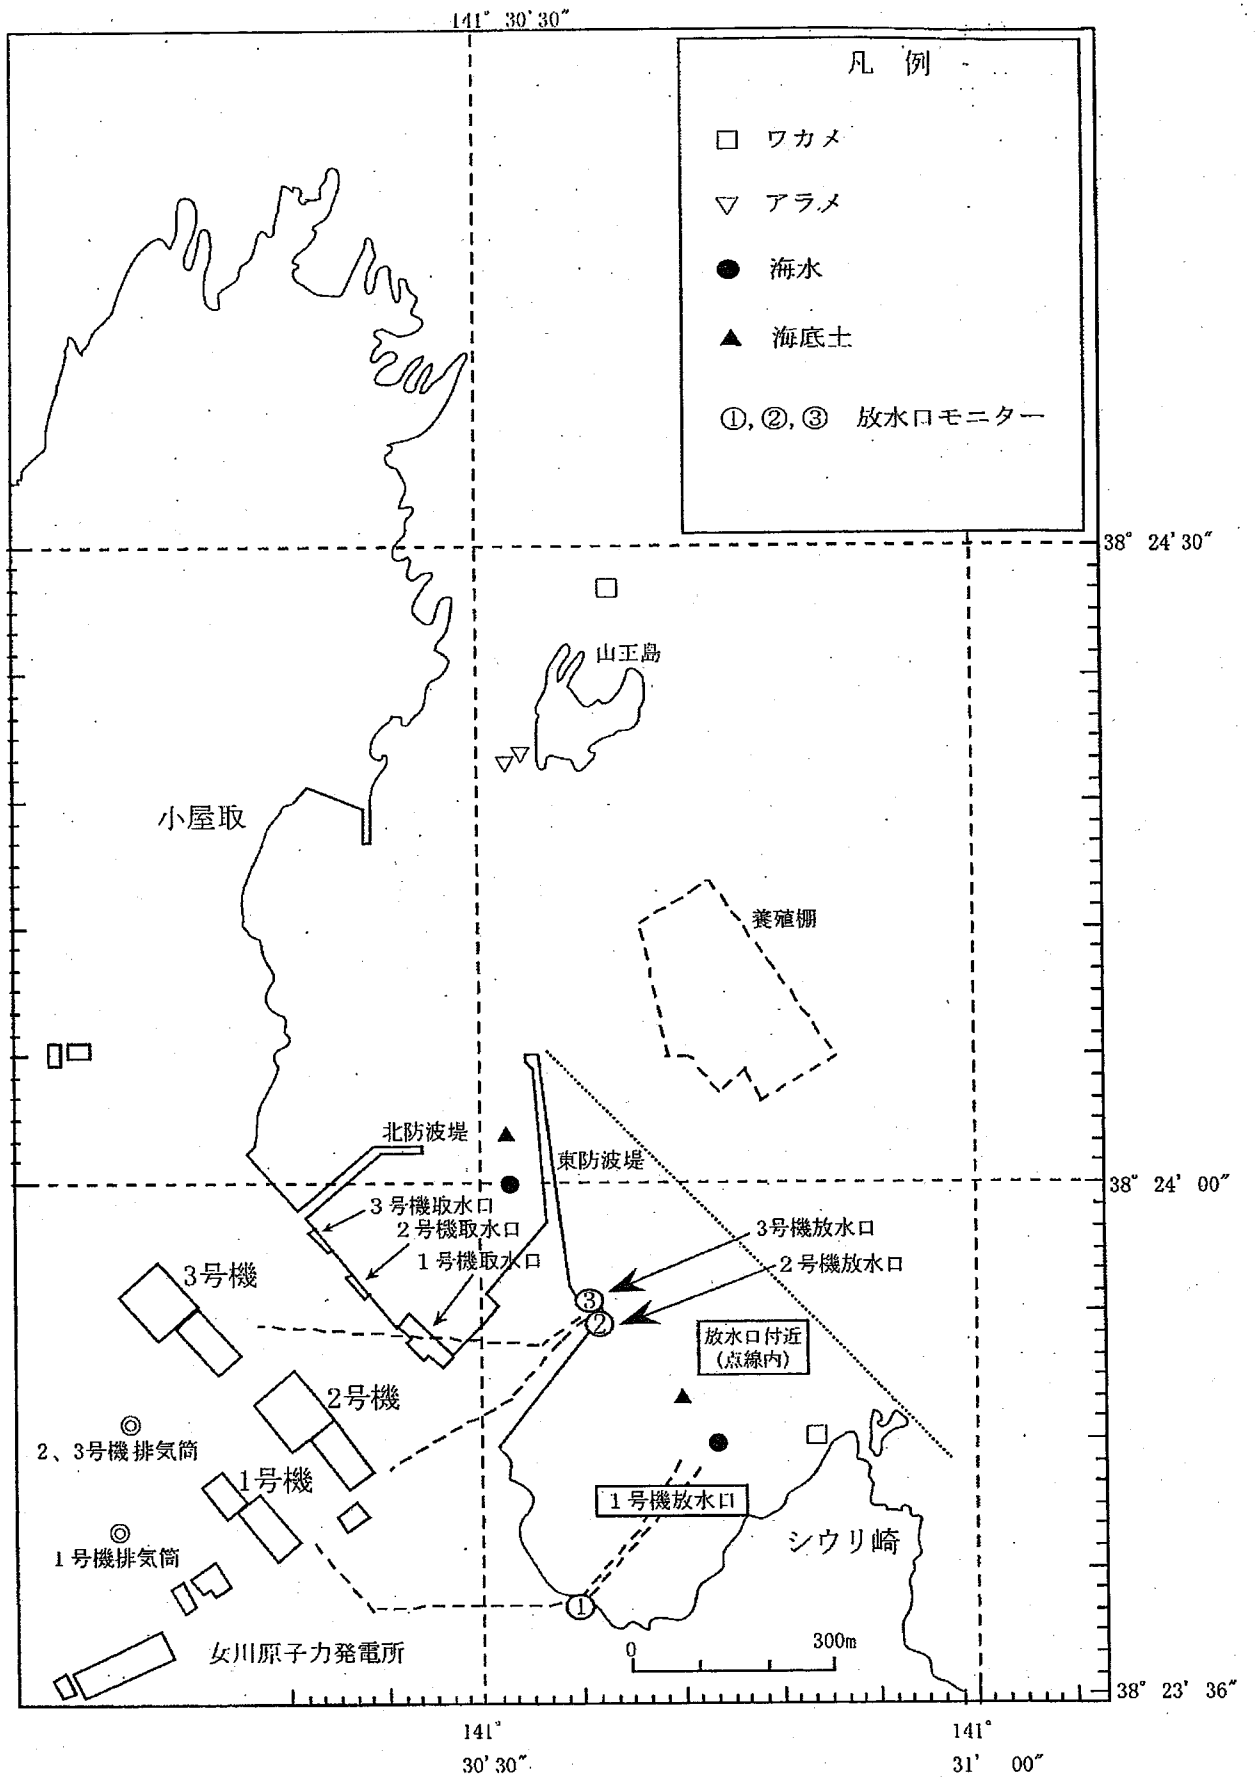 141° 30′30″
凡 例
□ ワカメ
▽ アラメ
● 海水
▲ 海底土
①,②,③ 放水口モニター
38° 24′30″
山王島
小屋取
養殖棚
北防波堤
東防波堤
38° 24′ 00″
3号機取水口
2号機取水口
1号機取水口
3号機放水口
2号機放水口
3号機
③
②
放水口付近
(点線内)
2号機
2、3号機排気筒
1号機
1号機放水口
シウリ崎
1号機排気筒
①
女川原子力発電所
0 300m
38° 23′ 36″
141°
30′30″
141°
31′ 00″